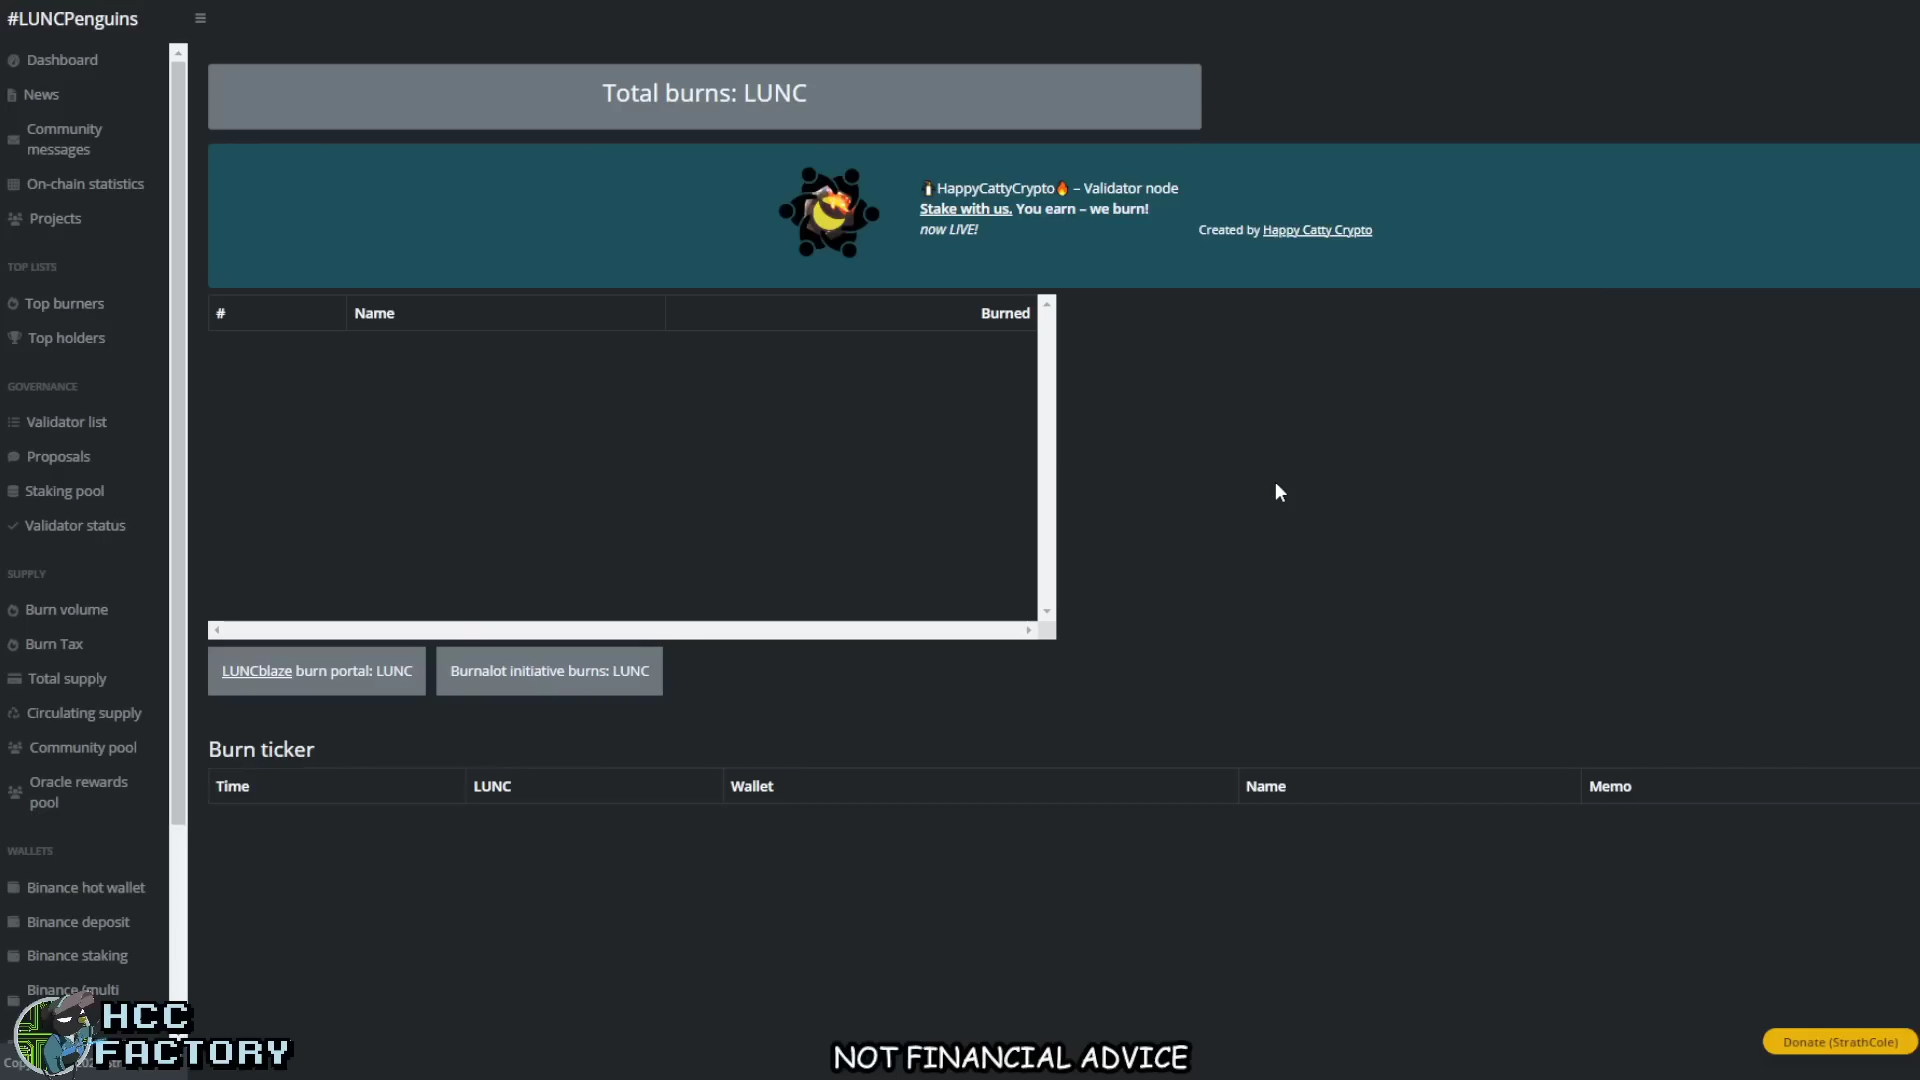 #LUNCPenguins
Dashboard
News
Community
messages
On-chain statistics
Projects
TOP LISTS
Top burners
Top holders
GOVERNANCE
Validator list
Proposals
Staking pool
Validator status
SUPPLY
Burn volume
Burn Tax
Total supply
Circulating supply
Community pool
Oracle rewards
pool
WALLETS
Binance hot wallet
Binance deposit
Binance staking
Binance (multi
Total burns: LUNC
HappyCattyCrypto🔥 – Validator node
Stake with us. You earn – we burn!
now LIVE!
Created by Happy Catty Crypto
# Name Burned
LUNCblaze burn portal: LUNC
Burnalot initiative burns: LUNC
Burn ticker
Time LUNC Wallet Name Memo
HCC
FACTORY
NOT FINANCIAL ADVICE
Donate (StrathCole)